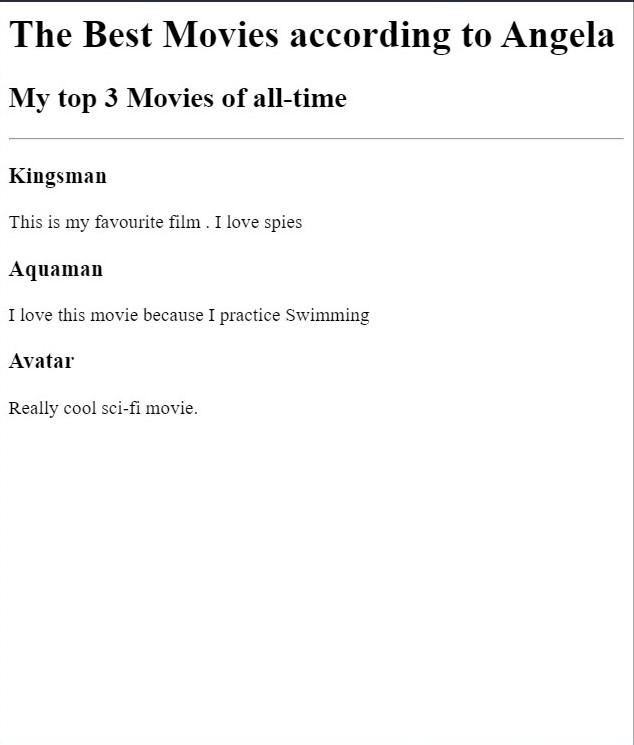 The Best Movies according to Angela
My top 3 Movies of all-time
Kingsman
This is my favourite film . I love spies
Aquaman
I love this movie because I practice Swimming
Avatar
Really cool sci-fi movie.